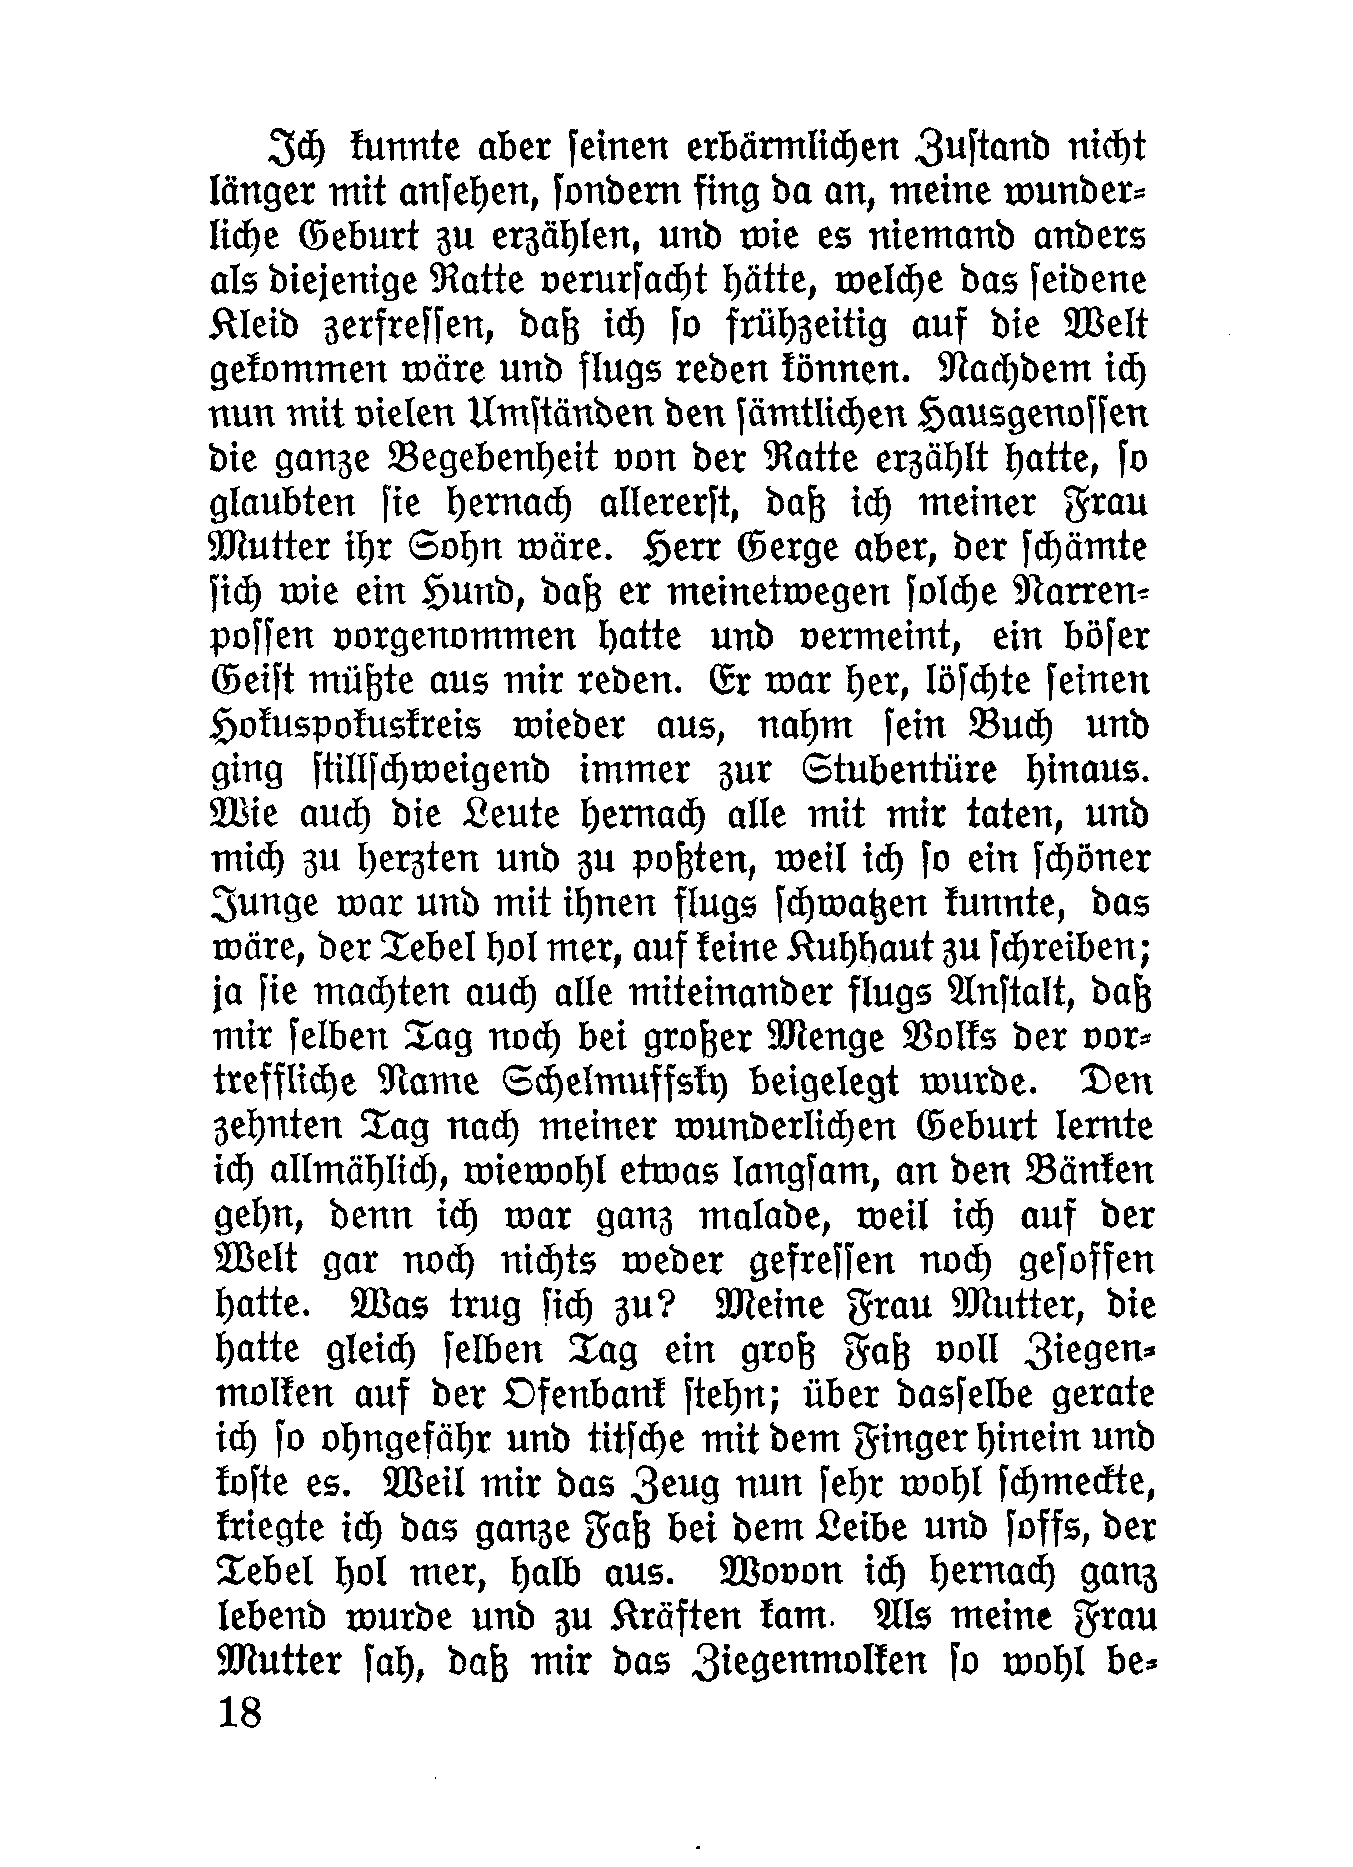 Ich kunnte aber seinen erbärmlichen Zustand nicht
länger mit ansehen, sondern fing da an, meine wunder-
liche Geburt zu erzählen, und wie es niemand anders
als diejenige Ratte verursacht hätte, welche das seidene
Kleid zerfressen, daß ich so frühzeitig auf die Welt
gekommen wäre und flugs reden können. Nachdem ich
nun mit vielen Umständen den sämtlichen Hausgenossen
die ganze Begebenheit von der Ratte erzählt hatte, so
glaubten sie hernach allererst, daß ich meiner Frau
Mutter ihr Sohn wäre. Herr Gerge aber, der schämte
sich wie ein Hund, daß er meinetwegen solche Narren-
possen vorgenommen hatte und vermeint, ein böser
Geist müßte aus mir reden. Er war her, löschte seinen
Hokuspokuskreis wieder aus, nahm sein Buch und
ging stillschweigend immer zur Stubentüre hinaus.
Wie auch die Leute hernach alle mit mir taten, und
mich zu herzten und zu poßten, weil ich so ein schöner
Junge war und mit ihnen flugs schwatzen kunnte, das
wäre, der Tebel hol mer, auf keine Kuhhaut zu schreiben;
ja sie machten auch alle miteinander flugs Anstalt, daß
mir selben Tag noch bei großer Menge Volks der vor-
treffliche Name Schelmuffsky beigelegt wurde. Den
zehnten Tag nach meiner wunderlichen Geburt lernte
ich allmählich, wiewohl etwas langsam, an den Bänken
gehn, denn ich war ganz malade, weil ich auf der
Welt gar noch nichts weder gefressen noch gesoffen
hatte. Was trug sich zu? Meine Frau Mutter, die
hatte gleich selben Tag ein groß Faß voll Ziegen-
molken auf der Ofenbank stehn; über dasselbe gerate
ich so ohngefähr und titsche mit dem Finger hinein und
koste es. Weil mir das Zeug nun sehr wohl schmeckte,
kriegte ich das ganze Faß bei dem Leibe und soffs, der
Tebel hol mer, halb aus. Wovon ich hernach ganz
lebend wurde und zu Kräften kam. Als meine Frau
Mutter sah, daß mir das Ziegenmolken so wohl be-
18